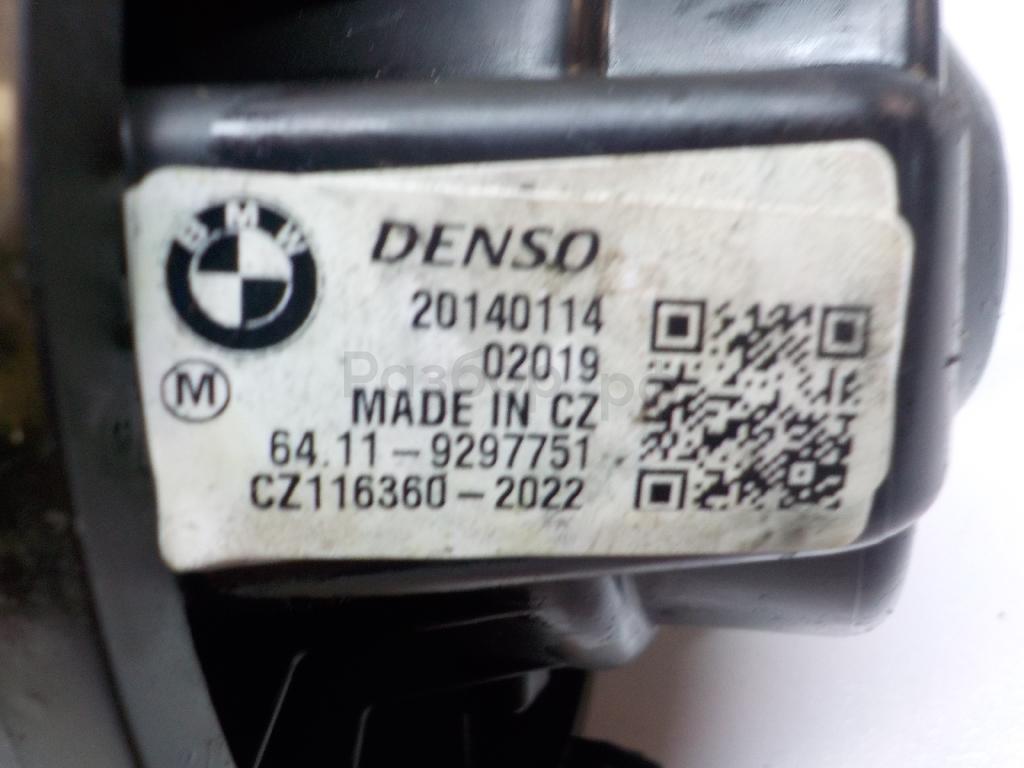 BMW
DENSO
20140114
02019
M
MADE IN CZ
64.11-9297751
CZ116360-2022